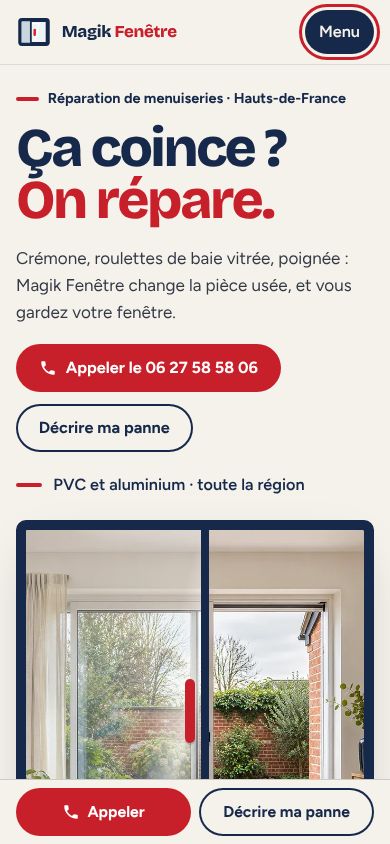 Magik Fenêtre
Menu
Réparation de menuiseries · Hauts-de-France
Ça coince ?
On répare.
Crémone, roulettes de baie vitrée, poignée :
Magik Fenêtre change la pièce usée, et vous
gardez votre fenêtre.
Appeler le 06 27 58 58 06
Décrire ma panne
PVC et aluminium · toute la région
Appeler
Décrire ma panne